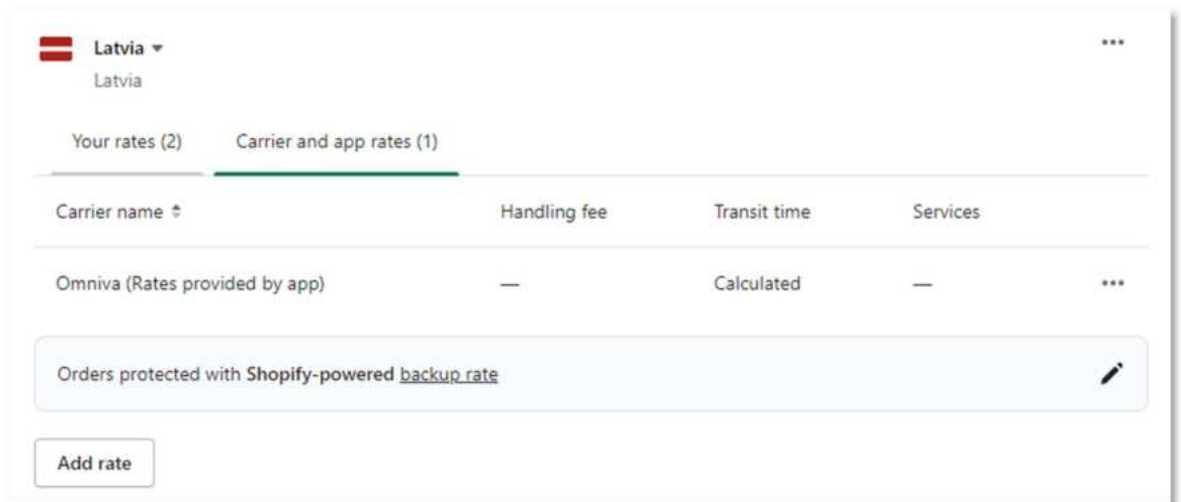 Latvia
Latvia
Your rates (2) Carrier and app rates (1)
Carrier name Handling fee Transit time Services
Omniva (Rates provided by app) — Calculated —
Orders protected with Shopify-powered backup rate
Add rate